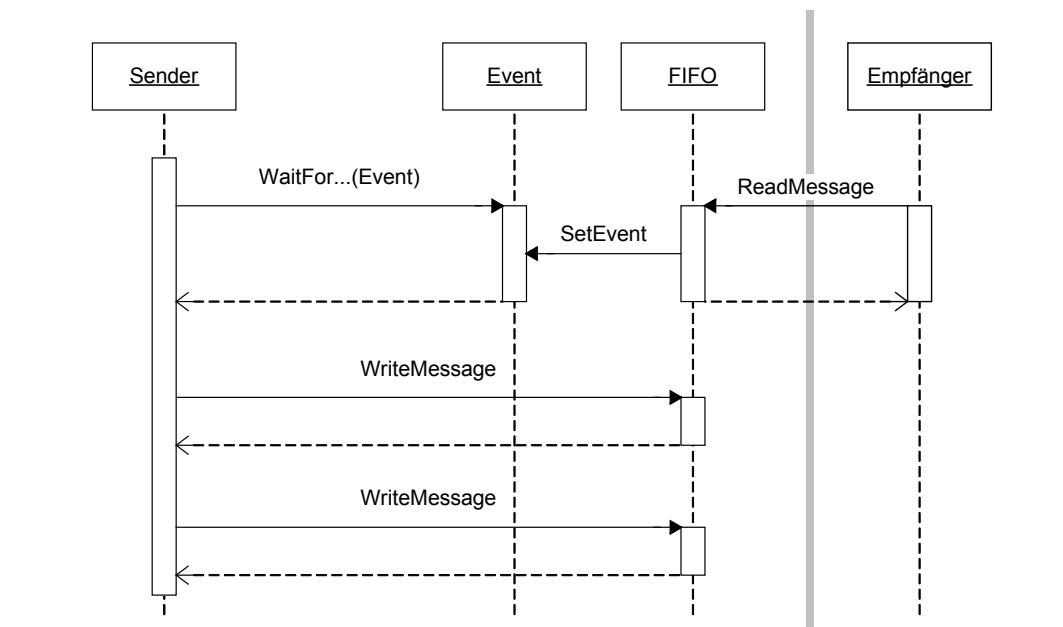 Sender
Event
FIFO
Empfänger
WaitFor...(Event)
ReadMessage
SetEvent
WriteMessage
WriteMessage